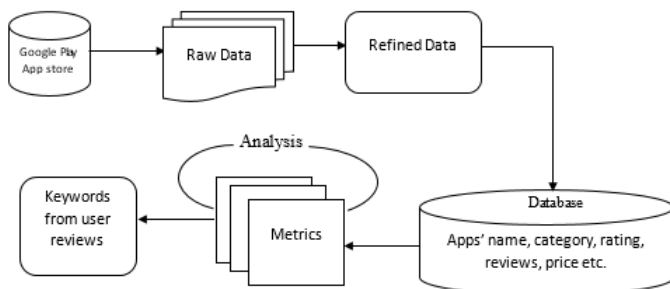 Google Play
App store
Raw Data
Refined Data
Analysis
Keywords
from user
reviews
Metrics
Database
Apps' name, category, rating,
reviews, price etc.